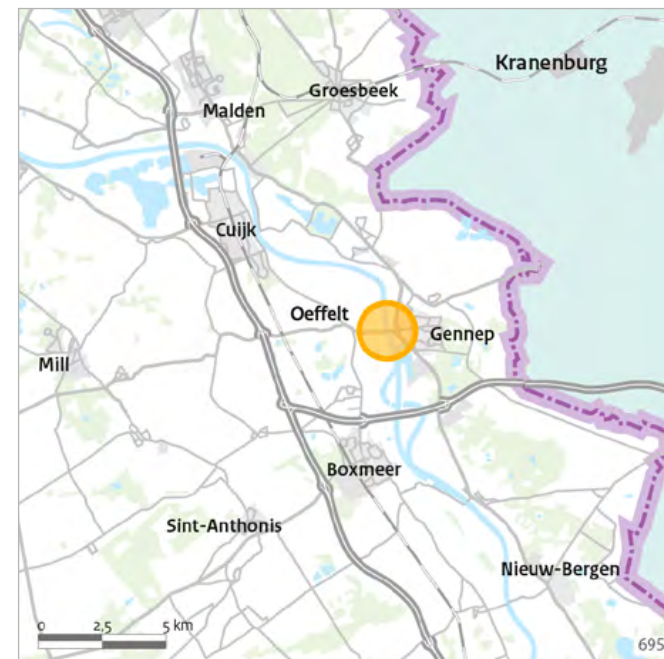 Kranenburg
Groesbeek
Malden
Cuijk
Oeffelt
Gennep
Mill
Boxmeer
Sint-Anthonis
Nieuw-Bergen
0 2,5 5 km
695